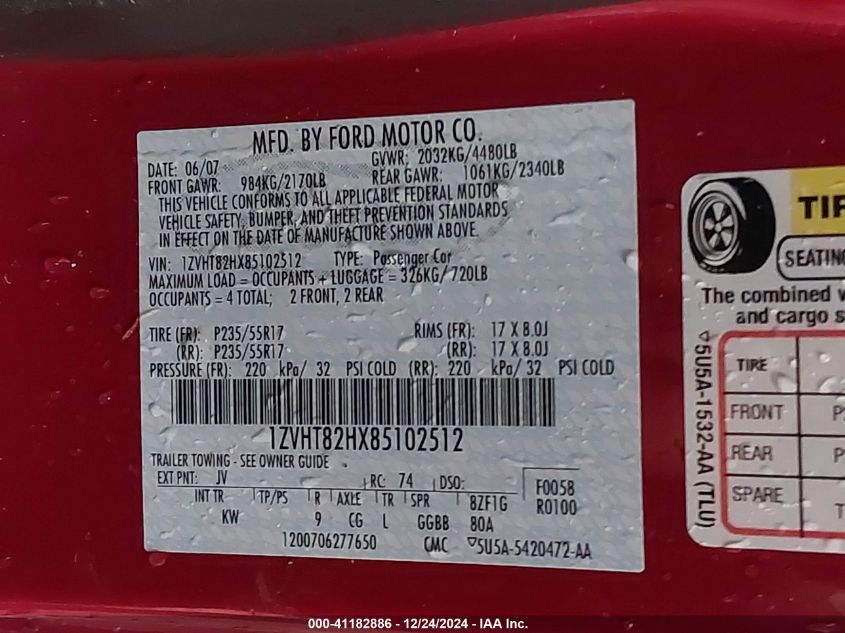 MFD. BY FORD MOTOR CO.
DATE: 06/07 GVWR: 2032KG/4480LB
FRONT GAWR: 984KG/2170LB REAR GAWR: 1061KG/2340LB
THIS VEHICLE CONFORMS TO ALL APPLICABLE FEDERAL MOTOR
VEHICLE SAFETY, BUMPER, AND THEFT PREVENTION STANDARDS
IN EFFECT ON THE DATE OF MANUFACTURE SHOWN ABOVE.
VIN: 1ZVHT82HX85102512 TYPE: Passenger Car
MAXIMUM LOAD = OCCUPANTS + LUGGAGE = 326KG/720LB
OCCUPANTS = 4 TOTAL; 2 FRONT, 2 REAR
TIRE (FR): P235/55R17 RIMS (FR): 17 X 8.0J
(RR): P235/55R17 (RR): 17 X 8.0J
PRESSURE (FR): 220 kPa/ 32 PSI COLD (RR): 220 kPa/ 32 PSI COLD
1ZVHT82HX85102512
TRAILER TOWING - SEE OWNER GUIDE
EXT PNT: JV RC: 74 DSO: F0058
INT TR TP/PS R AXLE TR SPR 8ZF1G R0100
KW 9 CG L GGBB 80A
1200706277650 CMC ▽5U5A-5420472-AA
TIR
SEATING
The combined
and cargo
▽5U5A-1532-AA (TLU)
TIRE
FRONT P
REAR P
SPARE T
000-41182886 - 12/24/2024 - IAA Inc.